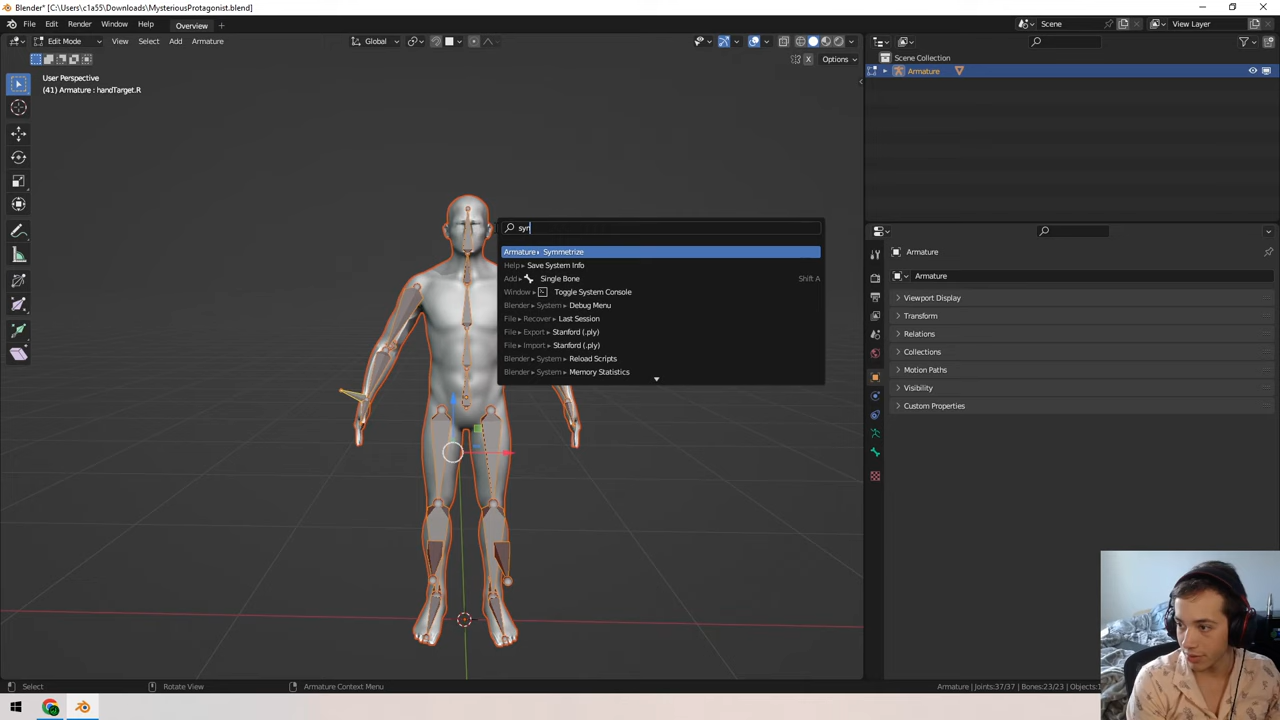 Blender* [C:\Users\c1a55\Downloads\MysteriousProtagonist.blend]
File Edit Render Window Help Overview Scene View Layer
Edit Mode View Select Add Armature Global
X Options
User Perspective
(41) Armature : handTarget.R
Scene Collection
Armature
sy
Armature Symmetrize
Help Save System Info
Add Single Bone Shift A
Window Toggle System Console
Blender System Debug Menu
File Recover Last Session
File Export Stanford (.ply)
File Import Stanford (.ply)
Blender System Reload Scripts
Blender System Memory Statistics
Armature
Armature
Viewport Display
Transform
Relations
Collections
Motion Paths
Visibility
Custom Properties
Select Rotate View Armature Context Menu Armature | Joints:37/37 | Bones:23/23 | Objects:1